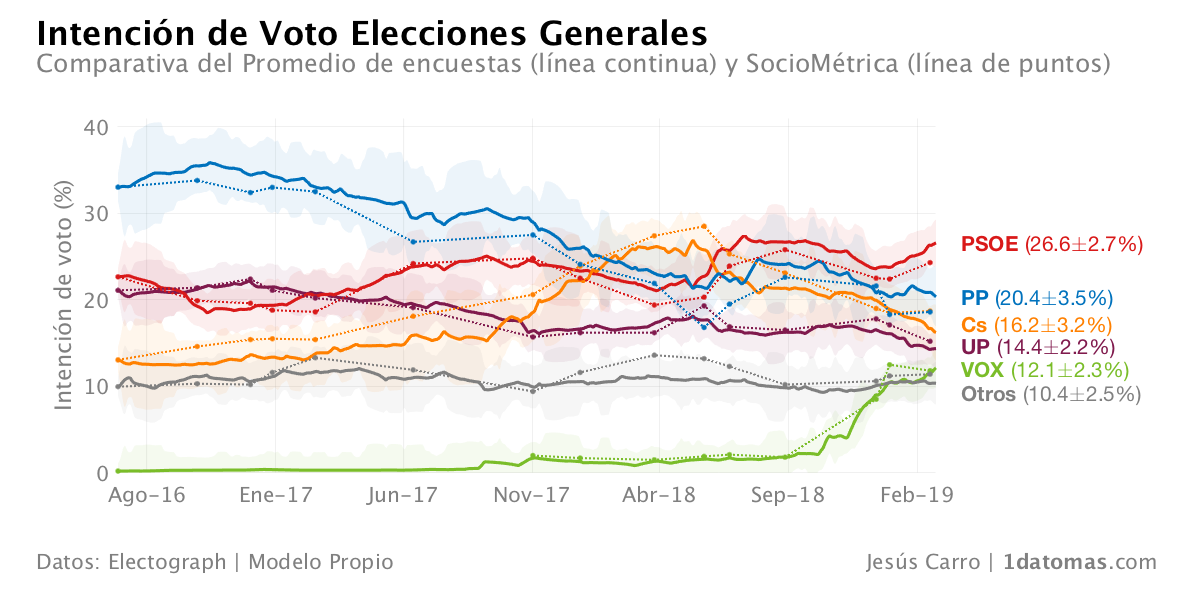 Intención de Voto Elecciones Generales
Comparativa del Promedio de encuestas (línea continua) y SocioMétrica (línea de puntos)
Intención de voto (%)
40
30
20
10
0
Ago-16
Ene-17
Jun-17
Nov-17
Abr-18
Sep-18
Feb-19
PSOE (26.6±2.7%)
PP (20.4±3.5%)
Cs (16.2±3.2%)
UP (14.4±2.2%)
VOX (12.1±2.3%)
Otros (10.4±2.5%)
Datos: Electograph | Modelo Propio
Jesús Carro | 1datomas.com